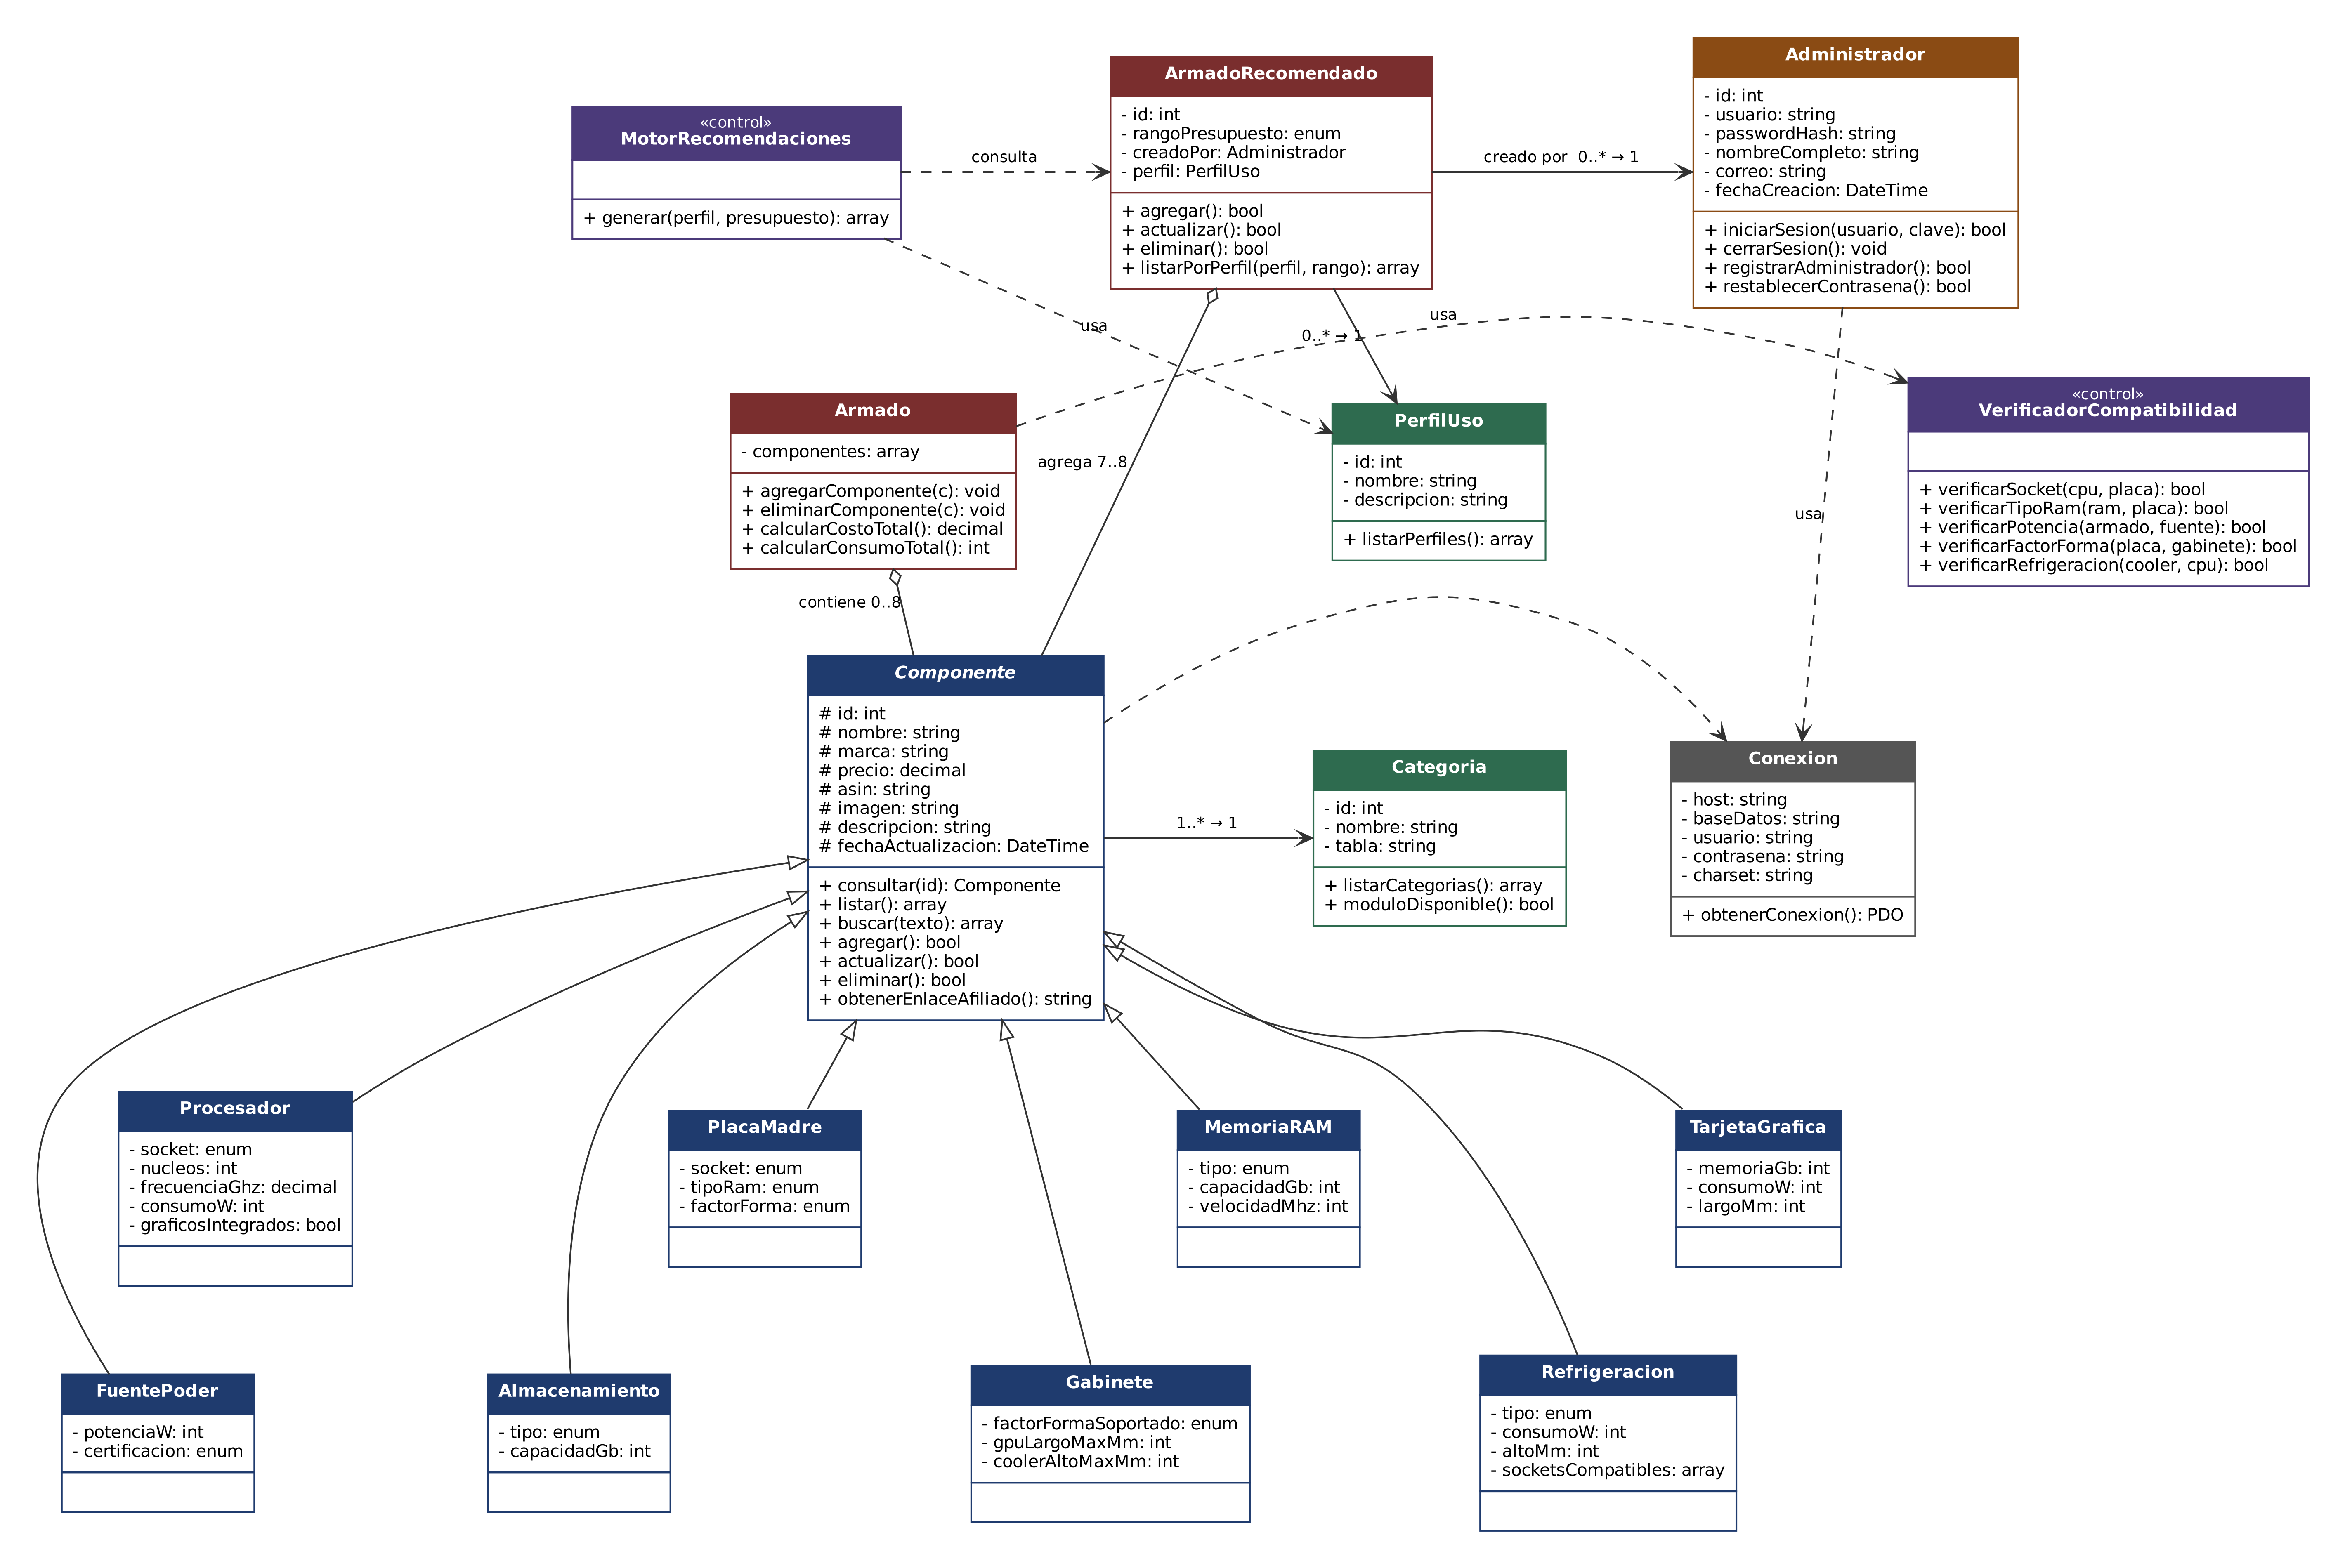 «control»
MotorRecomendaciones
+ generar(perfil, presupuesto): array
consulta
ArmadoRecomendado
- id: int
- rangoPresupuesto: enum
- creadoPor: Administrador
- perfil: PerfilUso
+ agregar(): bool
+ actualizar(): bool
+ eliminar(): bool
+ listarPorPerfil(perfil, rango): array
creado por  0..* → 1
Administrador
- id: int
- usuario: string
- passwordHash: string
- nombreCompleto: string
- correo: string
- fechaCreacion: DateTime
+ iniciarSesion(usuario, clave): bool
+ cerrarSesion(): void
+ registrarAdministrador(): bool
+ restablecerContrasena(): bool
usa
0..* → 1
usa
Armado
- componentes: array
+ agregarComponente(c): void
+ eliminarComponente(c): void
+ calcularCostoTotal(): decimal
+ calcularConsumoTotal(): int
agrega 7..8
PerfilUso
- id: int
- nombre: string
- descripcion: string
+ listarPerfiles(): array
usa
«control»
VerificadorCompatibilidad
+ verificarSocket(cpu, placa): bool
+ verificarTipoRam(ram, placa): bool
+ verificarPotencia(armado, fuente): bool
+ verificarFactorForma(placa, gabinete): bool
+ verificarRefrigeracion(cooler, cpu): bool
contiene 0..8
Componente
# id: int
# nombre: string
# marca: string
# precio: decimal
# asin: string
# imagen: string
# descripcion: string
# fechaActualizacion: DateTime
+ consultar(id): Componente
+ listar(): array
+ buscar(texto): array
+ agregar(): bool
+ actualizar(): bool
+ eliminar(): bool
+ obtenerEnlaceAfiliado(): string
1..* → 1
Categoria
- id: int
- nombre: string
- tabla: string
+ listarCategorias(): array
+ moduloDisponible(): bool
Conexion
- host: string
- baseDatos: string
- usuario: string
- contrasena: string
- charset: string
+ obtenerConexion(): PDO
Procesador
- socket: enum
- nucleos: int
- frecuenciaGhz: decimal
- consumoW: int
- graficosIntegrados: bool
PlacaMadre
- socket: enum
- tipoRam: enum
- factorForma: enum
MemoriaRAM
- tipo: enum
- capacidadGb: int
- velocidadMhz: int
TarjetaGrafica
- memoriaGb: int
- consumoW: int
- largoMm: int
FuentePoder
- potenciaW: int
- certificacion: enum
Almacenamiento
- tipo: enum
- capacidadGb: int
Gabinete
- factorFormaSoportado: enum
- gpuLargoMaxMm: int
- coolerAltoMaxMm: int
Refrigeracion
- tipo: enum
- consumoW: int
- altoMm: int
- socketsCompatibles: array